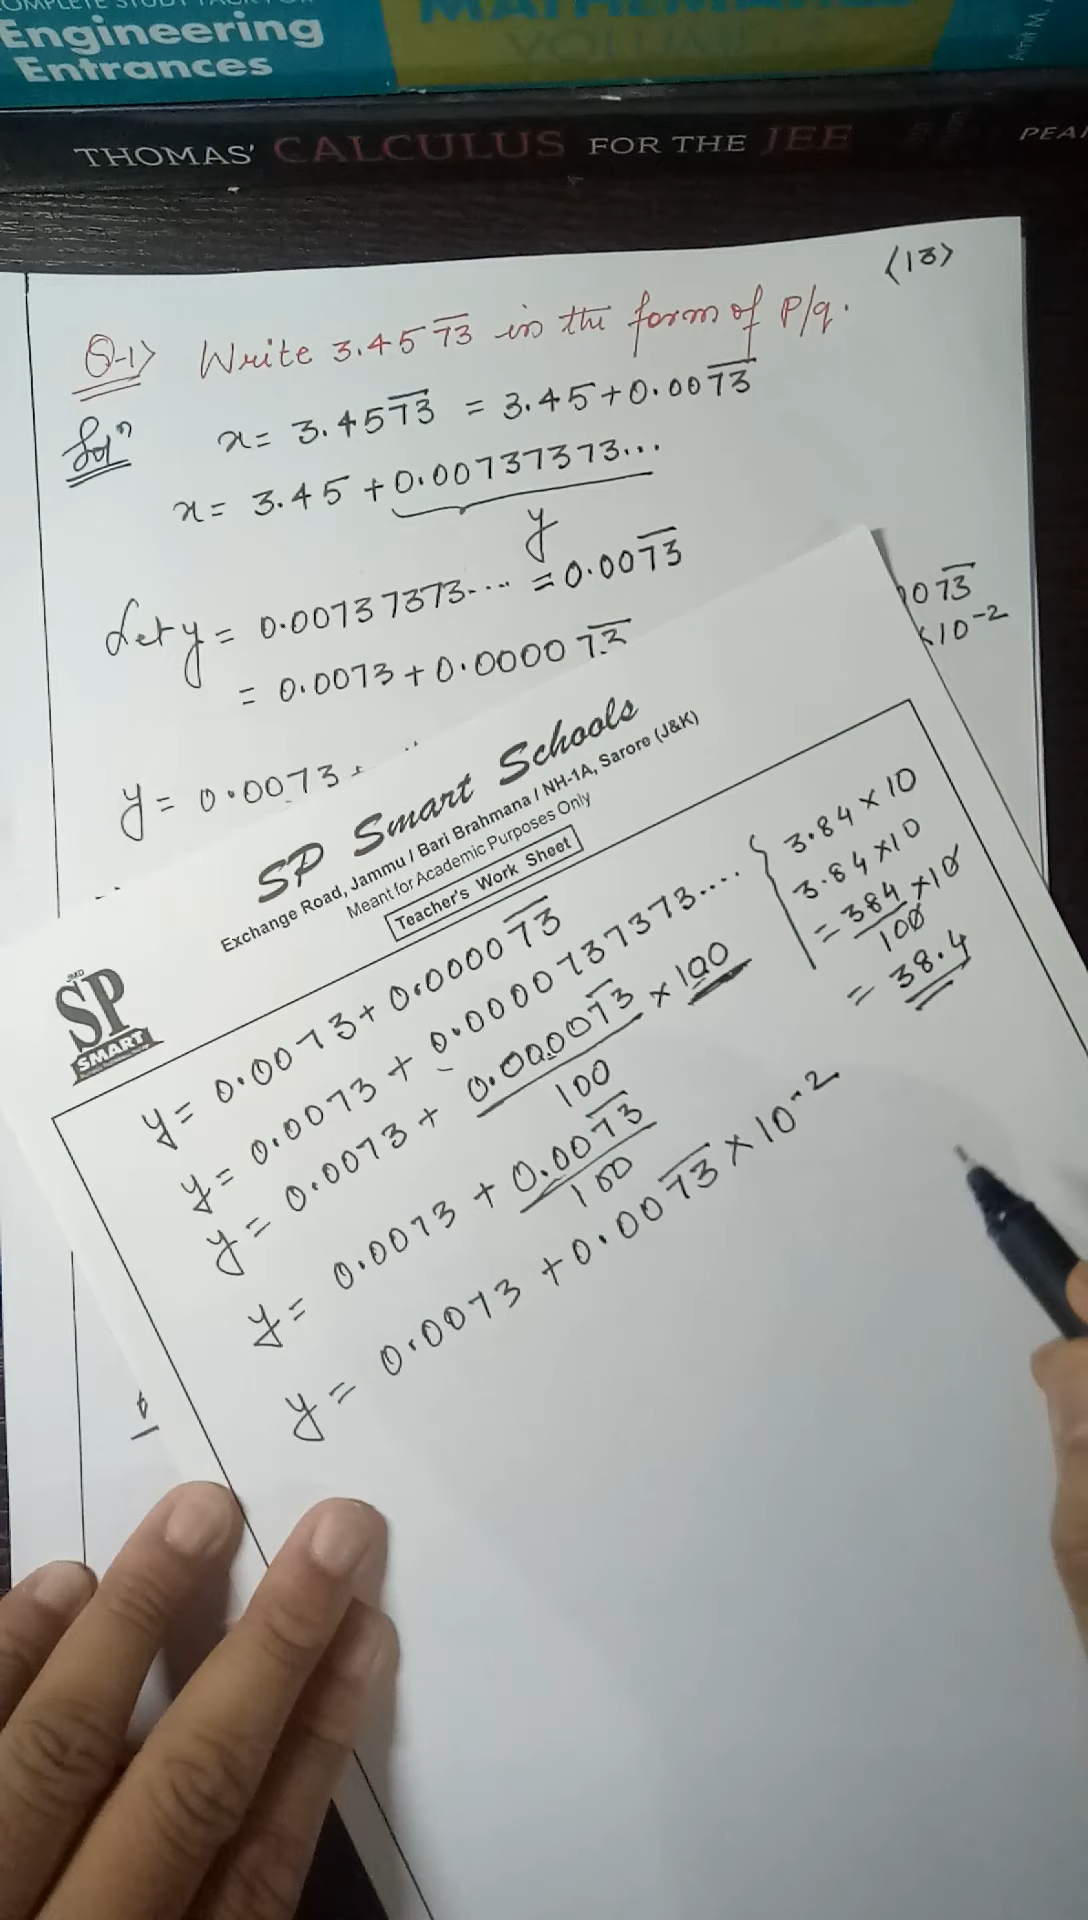 Engineering
Entrances
THOMAS' CALCULUS FOR THE JEE
⟨13⟩
Q-1⟩ Write 3.457̅3̅ in the form of P/q.
Solⁿ x = 3.457̅3̅ = 3.45 + 0.007̅3̅
x = 3.45 + 0.00737373...
y
Let y = 0.00737373.... = 0.007̅3̅
= 0.0073 + 0.00007̅3̅
07̅3̅
×10⁻²
y = 0.0073 +
SP Smart Schools
Exchange Road, Jammu / Bari Brahmana / NH-1A, Sarore (J&K)
Meant for Academic Purposes Only
Teacher's Work Sheet
SP
SMART
y = 0.0073 + 0.00007̅3̅
y = 0.0073 + 0.0000737373....
y = 0.0073 + 0.00007̅3̅ × 100
100
y = 0.0073 + 0.007̅3̅
100
y = 0.0073 + 0.007̅3̅ × 10⁻²
3.84 × 10
3.84 × 10
= 384 × 10
100
= 38.4